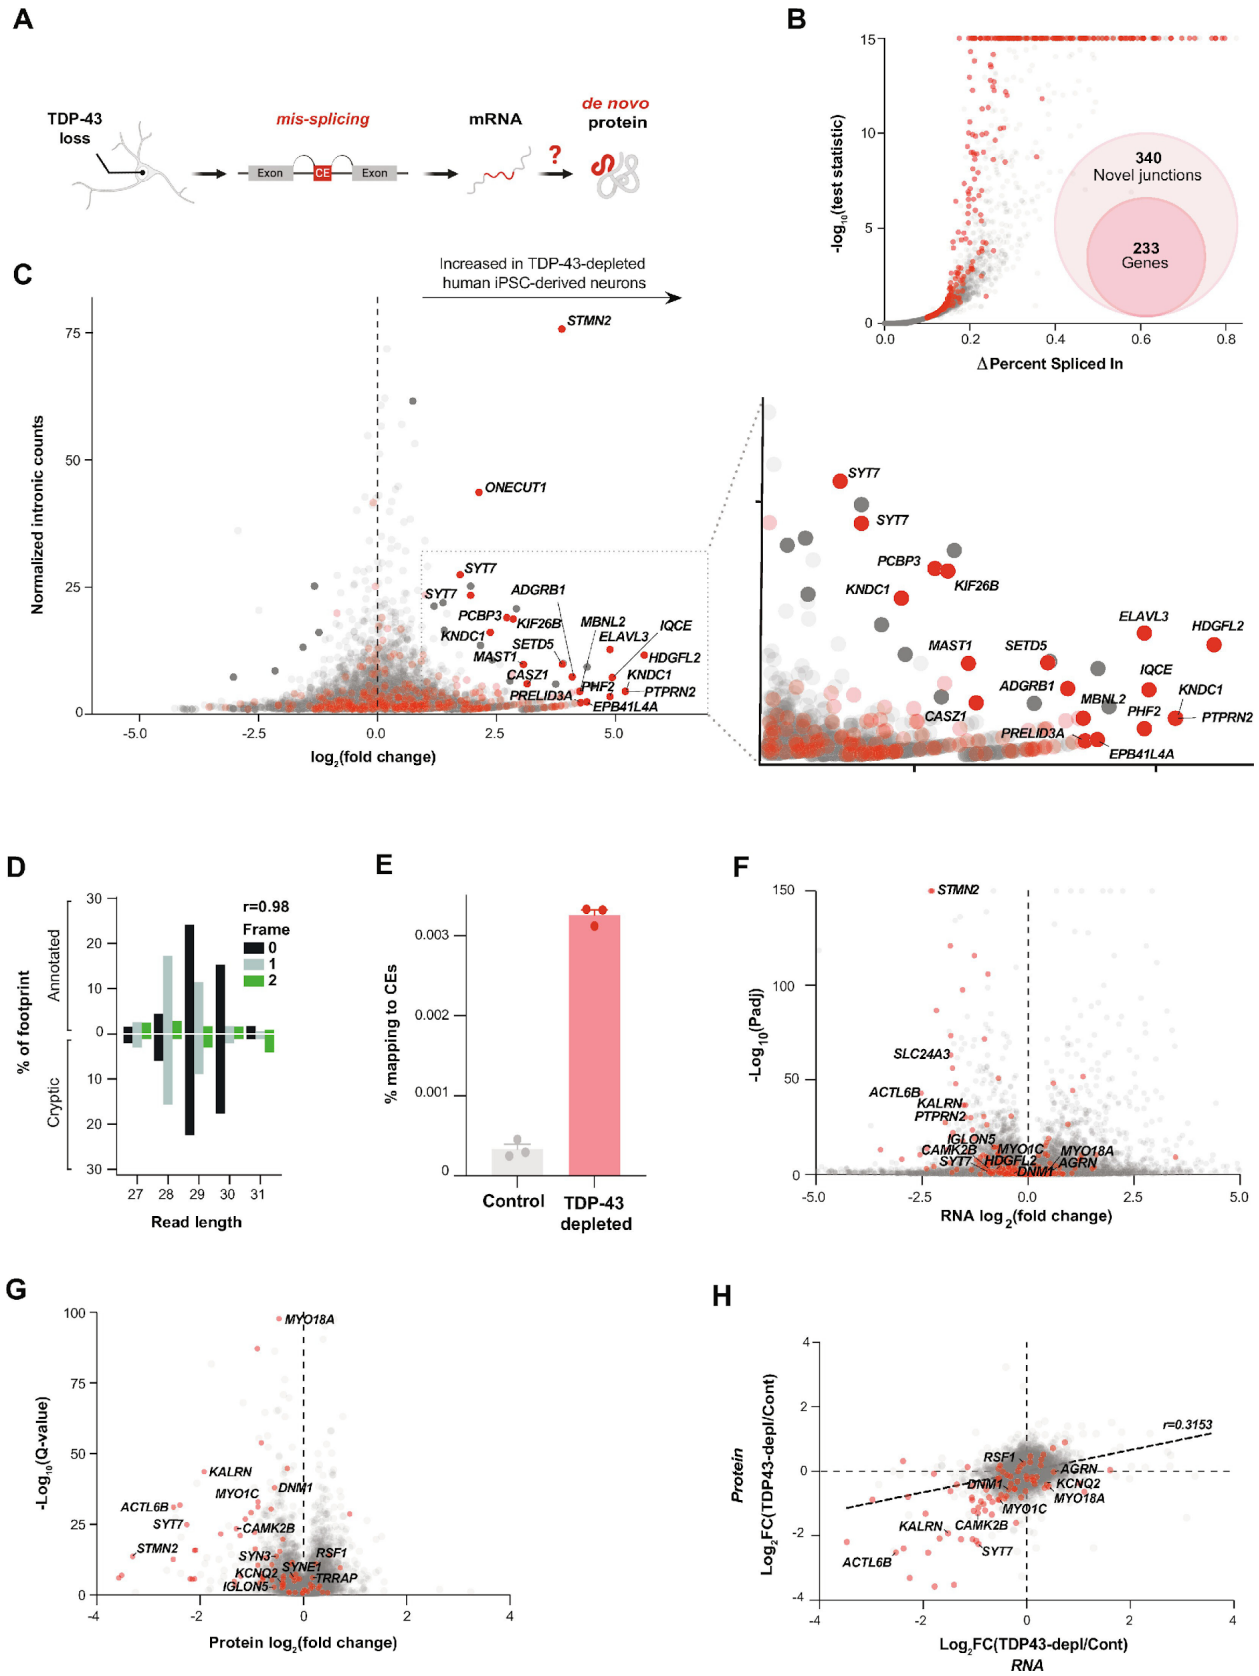 A
TDP-43
loss
mis-splicing
Exon
CE
Exon
mRNA
?
de novo
protein
B
-log10(test statistic)
15
10
5
0
0.0
0.2
0.4
0.6
0.8
Δ Percent Spliced In
340
Novel junctions
233
Genes
C
Increased in TDP-43-depleted
human iPSC-derived neurons
Normalized intronic counts
75
50
25
0
-5.0
-2.5
0.0
2.5
5.0
log2(fold change)
STMN2
ONECUT1
SYT7
SYT7
ADGRB1
PCBP3
KIF26B
MBNL2
ELAVL3
IQCE
KNDC1
SETD5
MAST1
HDGFL2
CASZ1
PHF2
KNDC1
PRELID3A
PTPRN2
EPB41L4A
SYT7
SYT7
PCBP3
KIF26B
KNDC1
ELAVL3
HDGFL2
MAST1
SETD5
IQCE
ADGRB1
MBNL2
KNDC1
CASZ1
PHF2
PTPRN2
PRELID3A
EPB41L4A
D
% of footprint
Annotated
Cryptic
30
20
10
0
10
20
30
r=0.98
Frame
0
1
2
27
28
29
30
31
Read length
E
% mapping to CEs
0.003
0.002
0.001
0
Control
TDP-43
depleted
F
-Log10(Padj)
150
100
50
0
-5.0
-2.5
0.0
2.5
5.0
RNA log2(fold change)
STMN2
SLC24A3
ACTL6B
KALRN
PTPRN2
IGLON5
CAMK2B
MYO1C
MYO18A
SYT7
HDGFL2
DNM1
AGRN
G
-Log10(Q-value)
100
75
50
25
0
-4
-2
0
2
4
Protein log2(fold change)
MYO18A
KALRN
MYO1C
DNM1
ACTL6B
SYT7
CAMK2B
STMN2
SYN3
RSF1
KCNQ2
SYNE1
TRRAP
IGLON5
H
Protein
Log2FC(TDP43-depl/Cont)
4
2
0
-2
-4
-4
-2
0
2
4
Log2FC(TDP43-depl/Cont)
RNA
r=0.3153
RSF1
AGRN
DNM1
KCNQ2
MYO18A
MYO1C
KALRN
CAMK2B
SYT7
ACTL6B